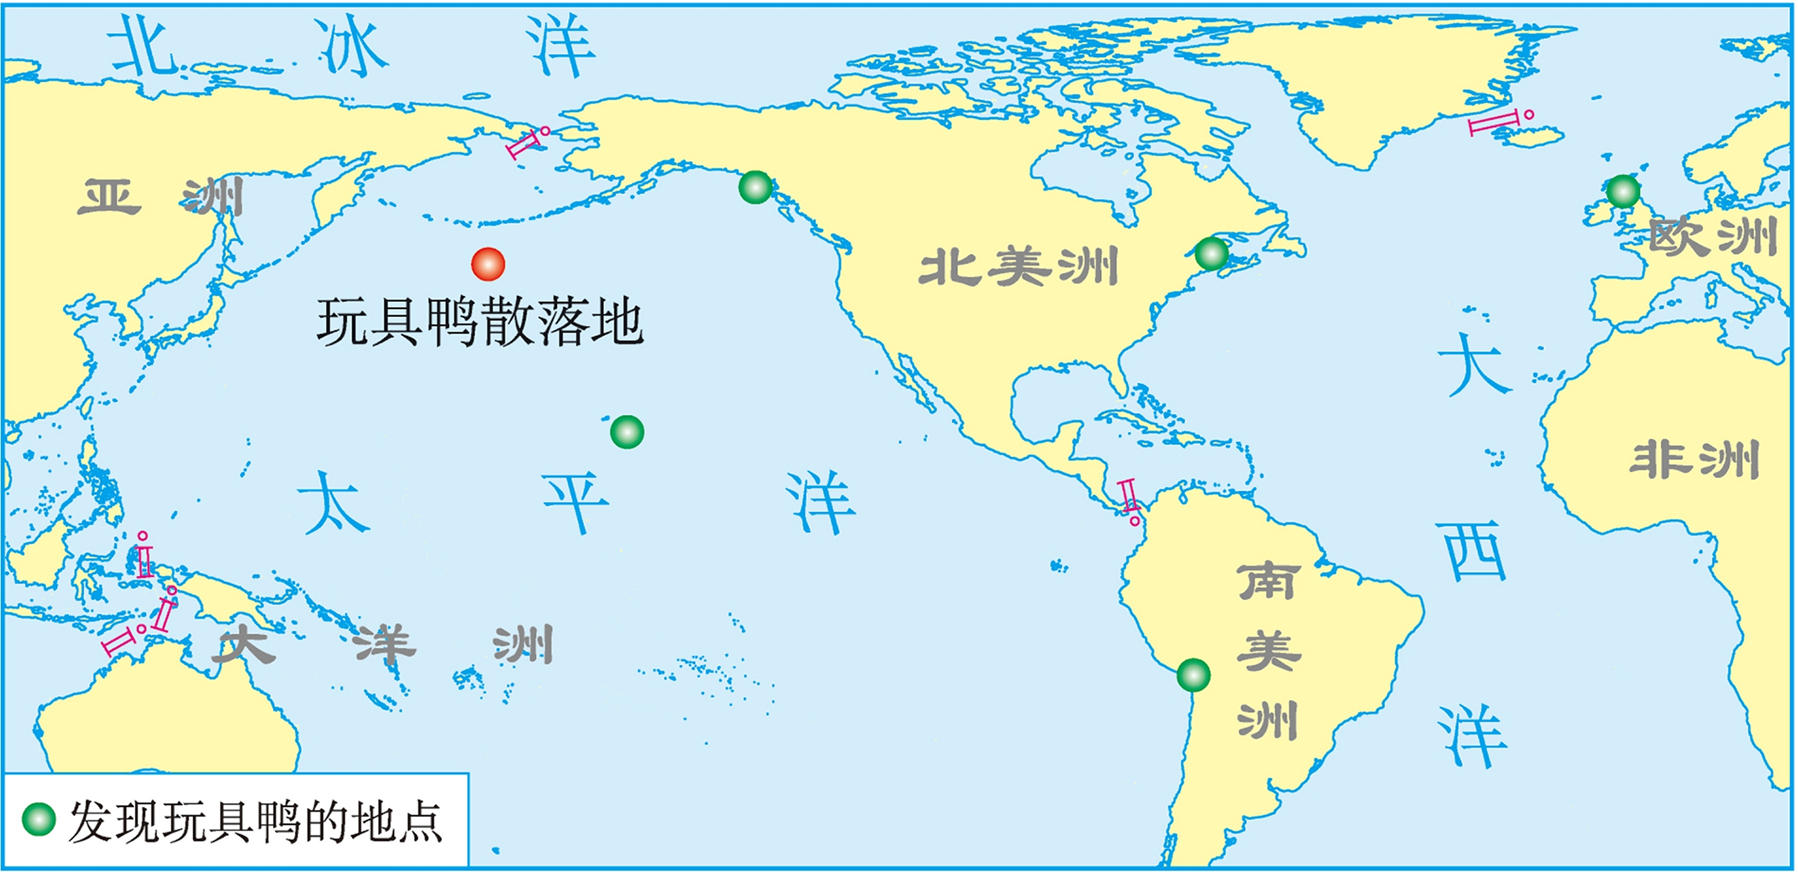 北冰洋
亚洲
北美洲
欧洲
玩具鸭散落地
大西洋
非洲
太平洋
南美洲
大洋洲
发现玩具鸭的地点